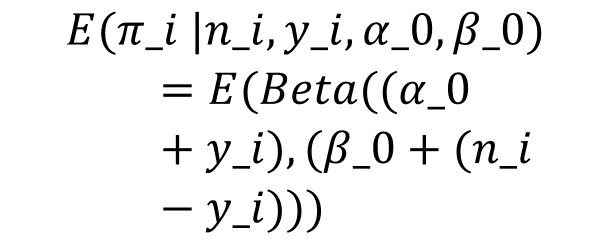 E(π_i |n_i, y_i, α_0, β_0)
= E(Beta((α_0
+ y_i), (β_0 + (n_i
− y_i)))